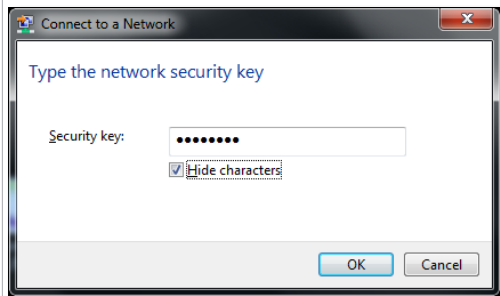 Connect to a Network
Type the network security key
Security key:
••••••••
Hide characters
OK
Cancel